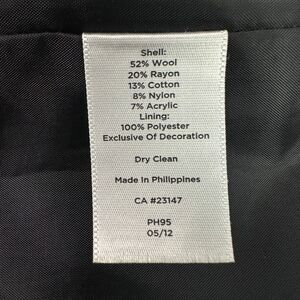 Shell:
52% Wool
20% Rayon
13% Cotton
8% Nylon
7% Acrylic
Lining:
100% Polyester
Exclusive Of Decoration
Dry Clean
Made In Philippines
CA #23147
PH95
05/12